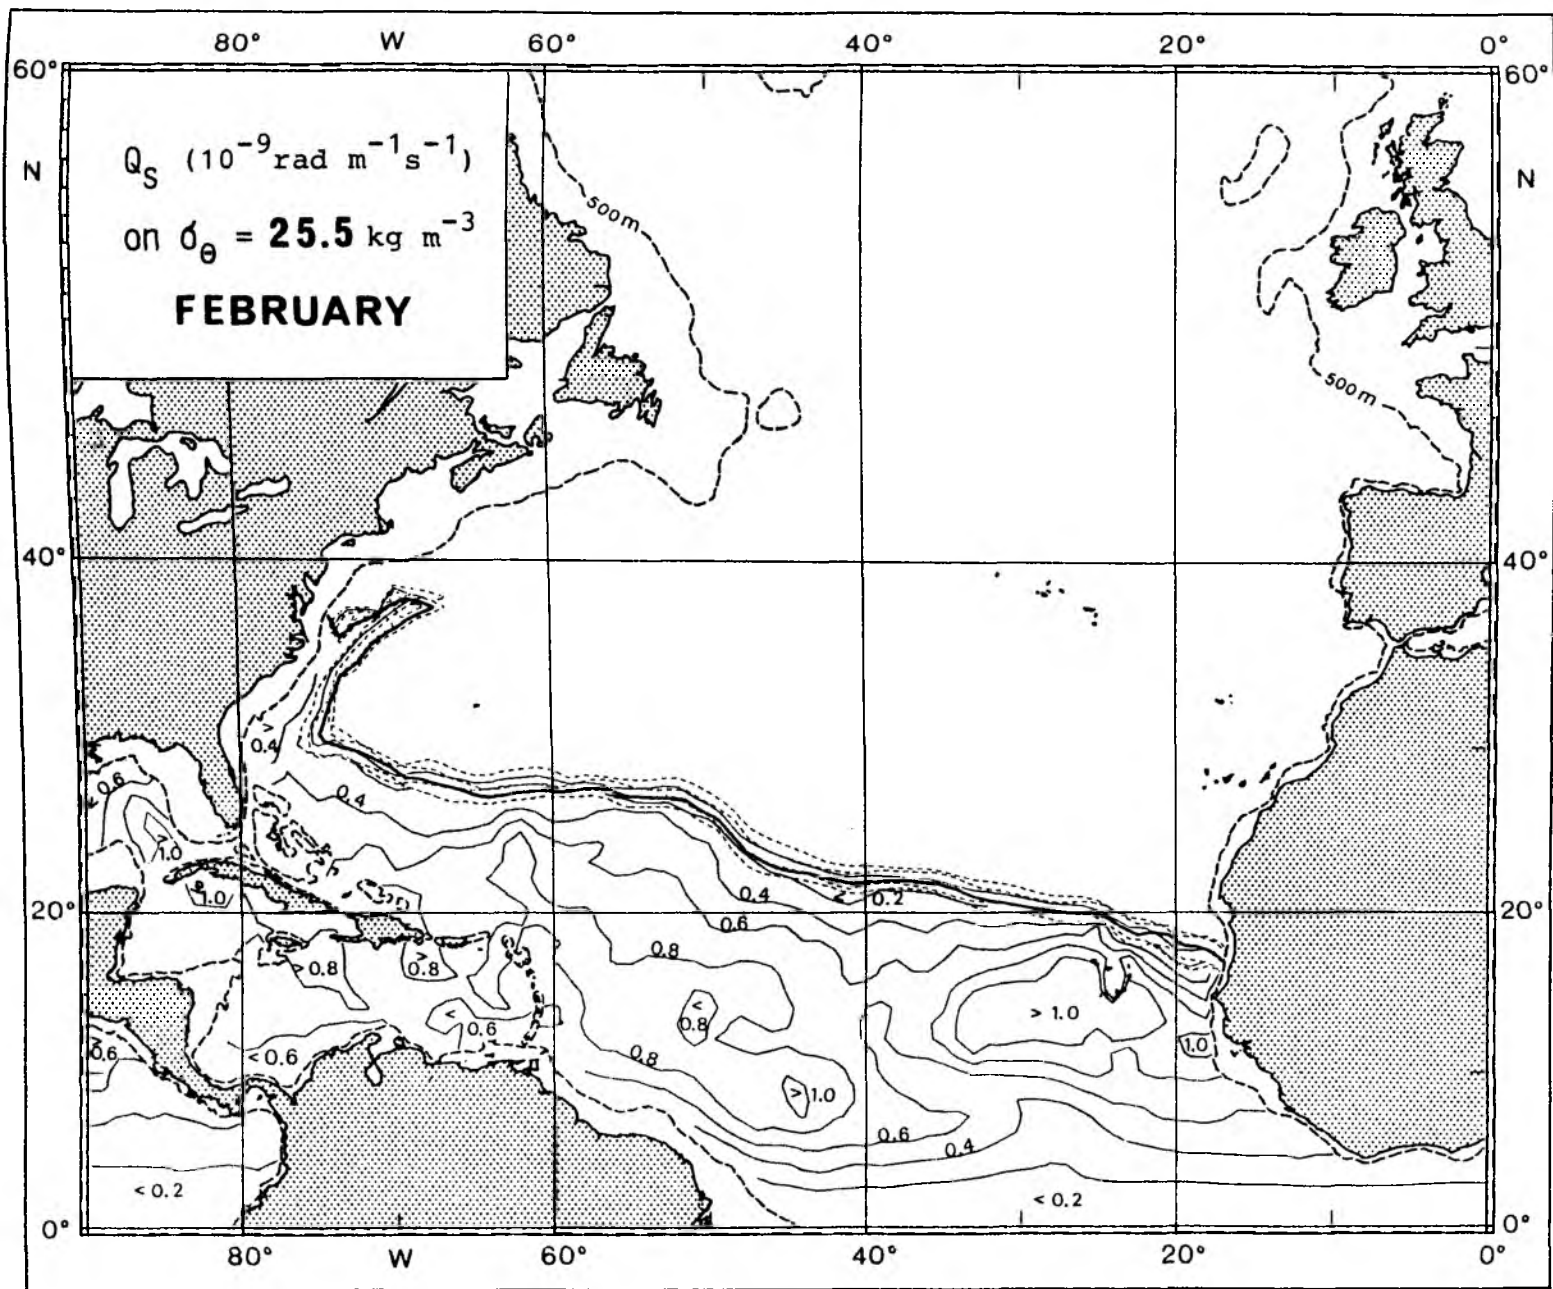 80° W 60° 40° 20° 0°
60° 60°
N N
Q_S (10⁻⁹ rad m⁻¹s⁻¹)
on σ_θ = 25.5 kg m⁻³
FEBRUARY
500m
500m
40° 40°
0.4 >
< 0.6
0.4
> 1.0
> 1.0
0.4 < 0.2
20° 0.6 20°
0.8
> 0.8 > 0.8
< 0.8 > 1.0
< 0.6
> 0.6 < 0.6 0.8 1.0
> 1.0
0.6
0.4
< 0.2 < 0.2
0° 0°
80° W 60° 40° 20° 0°